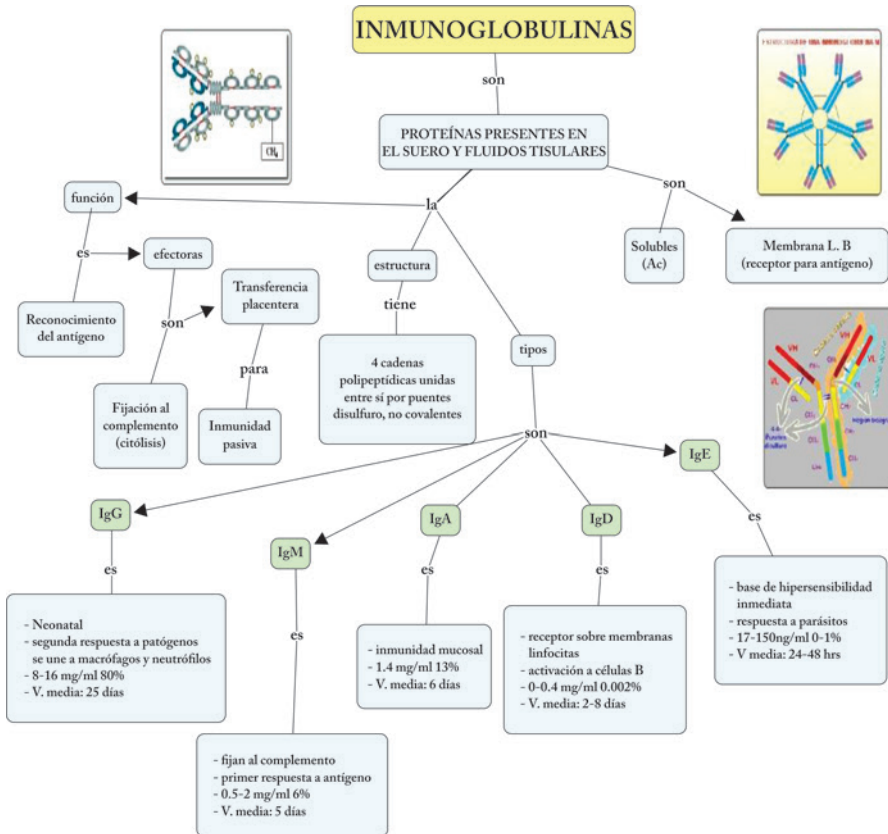 INMUNOGLOBULINAS
son
PROTEÍNAS PRESENTES EN
EL SUERO Y FLUIDOS TISULARES
CH₄
función
la
son
es
efectoras
estructura
Solubles
(Ac)
Membrana L. B
(receptor para antígeno)
Reconocimiento
del antígeno
son
Transferencia
placentera
tiene
tipos
para
4 cadenas
polipeptídicas unidas
entre sí por puentes
disulfuro, no covalentes
Fijación al
complemento
(citólisis)
Inmunidad
pasiva
VH
VH
VL
VL
son
IgE
IgG
IgM
IgA
IgD
es
es
es
es
es
- Neonatal
- segunda respuesta a patógenos
se une a macrófagos y neutrófilos
- 8-16 mg/ml 80%
- V. media: 25 días
- fijan al complemento
- primer respuesta a antígeno
- 0.5-2 mg/ml 6%
- V. media: 5 días
- inmunidad mucosal
- 1.4 mg/ml 13%
- V. media: 6 días
- receptor sobre membranas
linfocitas
- activación a células B
- 0-0.4 mg/ml 0.002%
- V. media: 2-8 días
- base de hipersensibilidad
inmediata
- respuesta a parásitos
- 17-150ng/ml 0-1%
- V media: 24-48 hrs